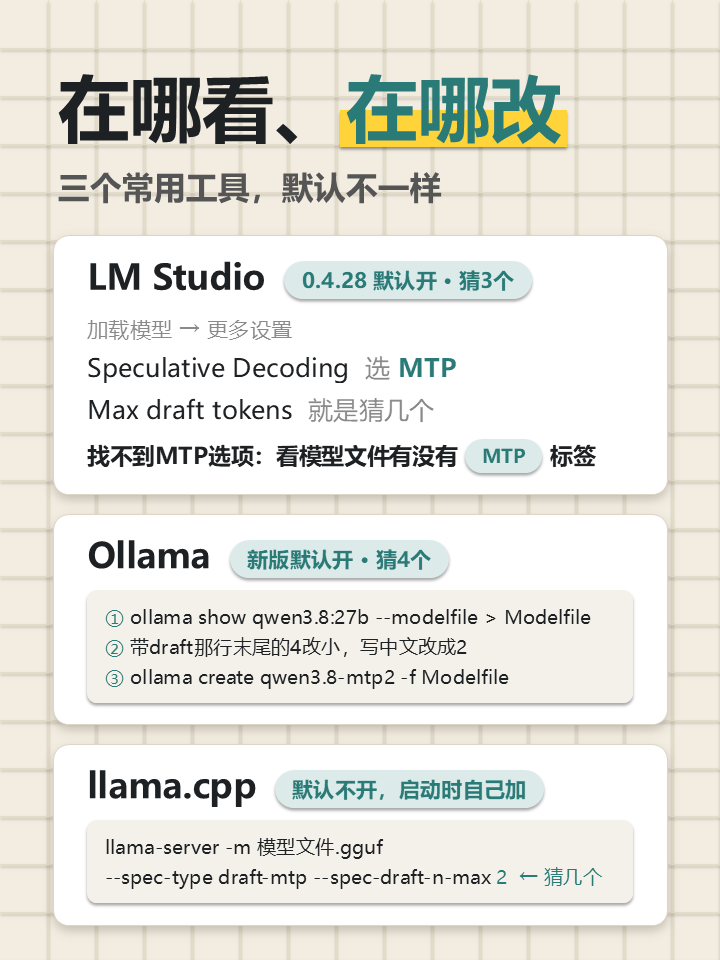 在哪看、在哪改
三个常用工具，默认不一样
LM Studio 0.4.28 默认开·猜3个
加载模型 → 更多设置
Speculative Decoding 选 MTP
Max draft tokens 就是猜几个
找不到MTP选项：看模型文件有没有 MTP 标签
Ollama 新版默认开·猜4个
① ollama show qwen3.8:27b --modelfile > Modelfile
② 带draft那行末尾的4改小，写中文改成2
③ ollama create qwen3.8-mtp2 -f Modelfile
llama.cpp 默认不开，启动时自己加
llama-server -m 模型文件.gguf
--spec-type draft-mtp --spec-draft-n-max 2 ← 猜几个